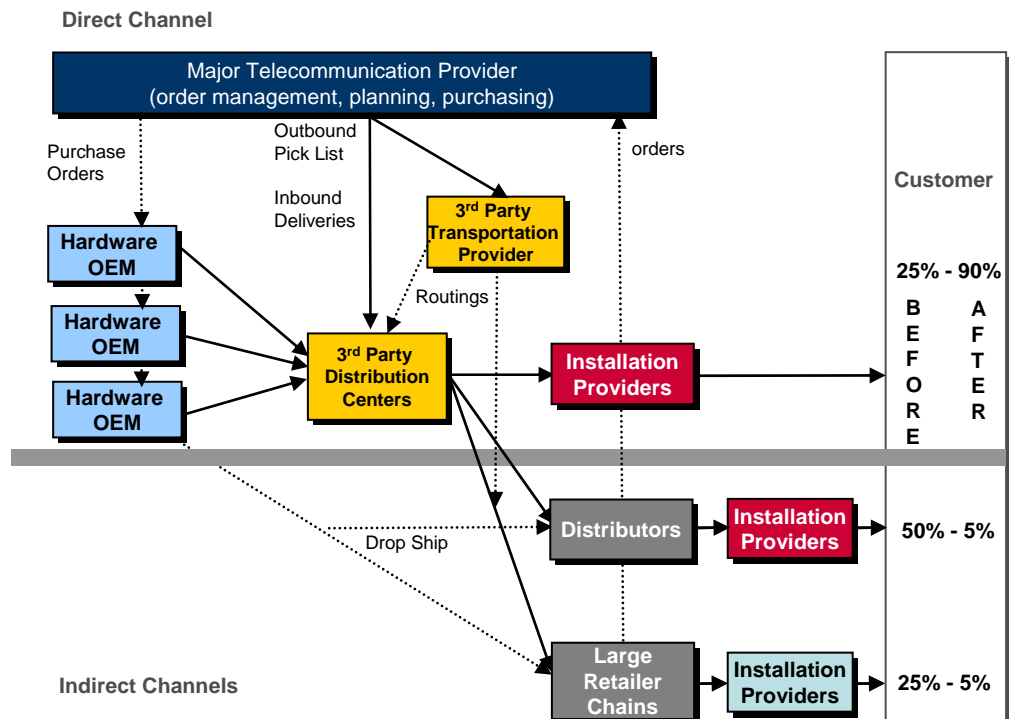 Direct Channel
Major Telecommunication Provider
(order management, planning, purchasing)
Purchase
Orders
Outbound
Pick List
Inbound
Deliveries
orders
Customer
3rd Party
Transportation
Provider
Hardware
OEM
Routings
25% - 90%
BEFORE
AFTER
Hardware
OEM
3rd Party
Distribution
Centers
Installation
Providers
Hardware
OEM
Distributors
Installation
Providers
50% - 5%
Drop Ship
Large
Retailer
Chains
Installation
Providers
25% - 5%
Indirect Channels